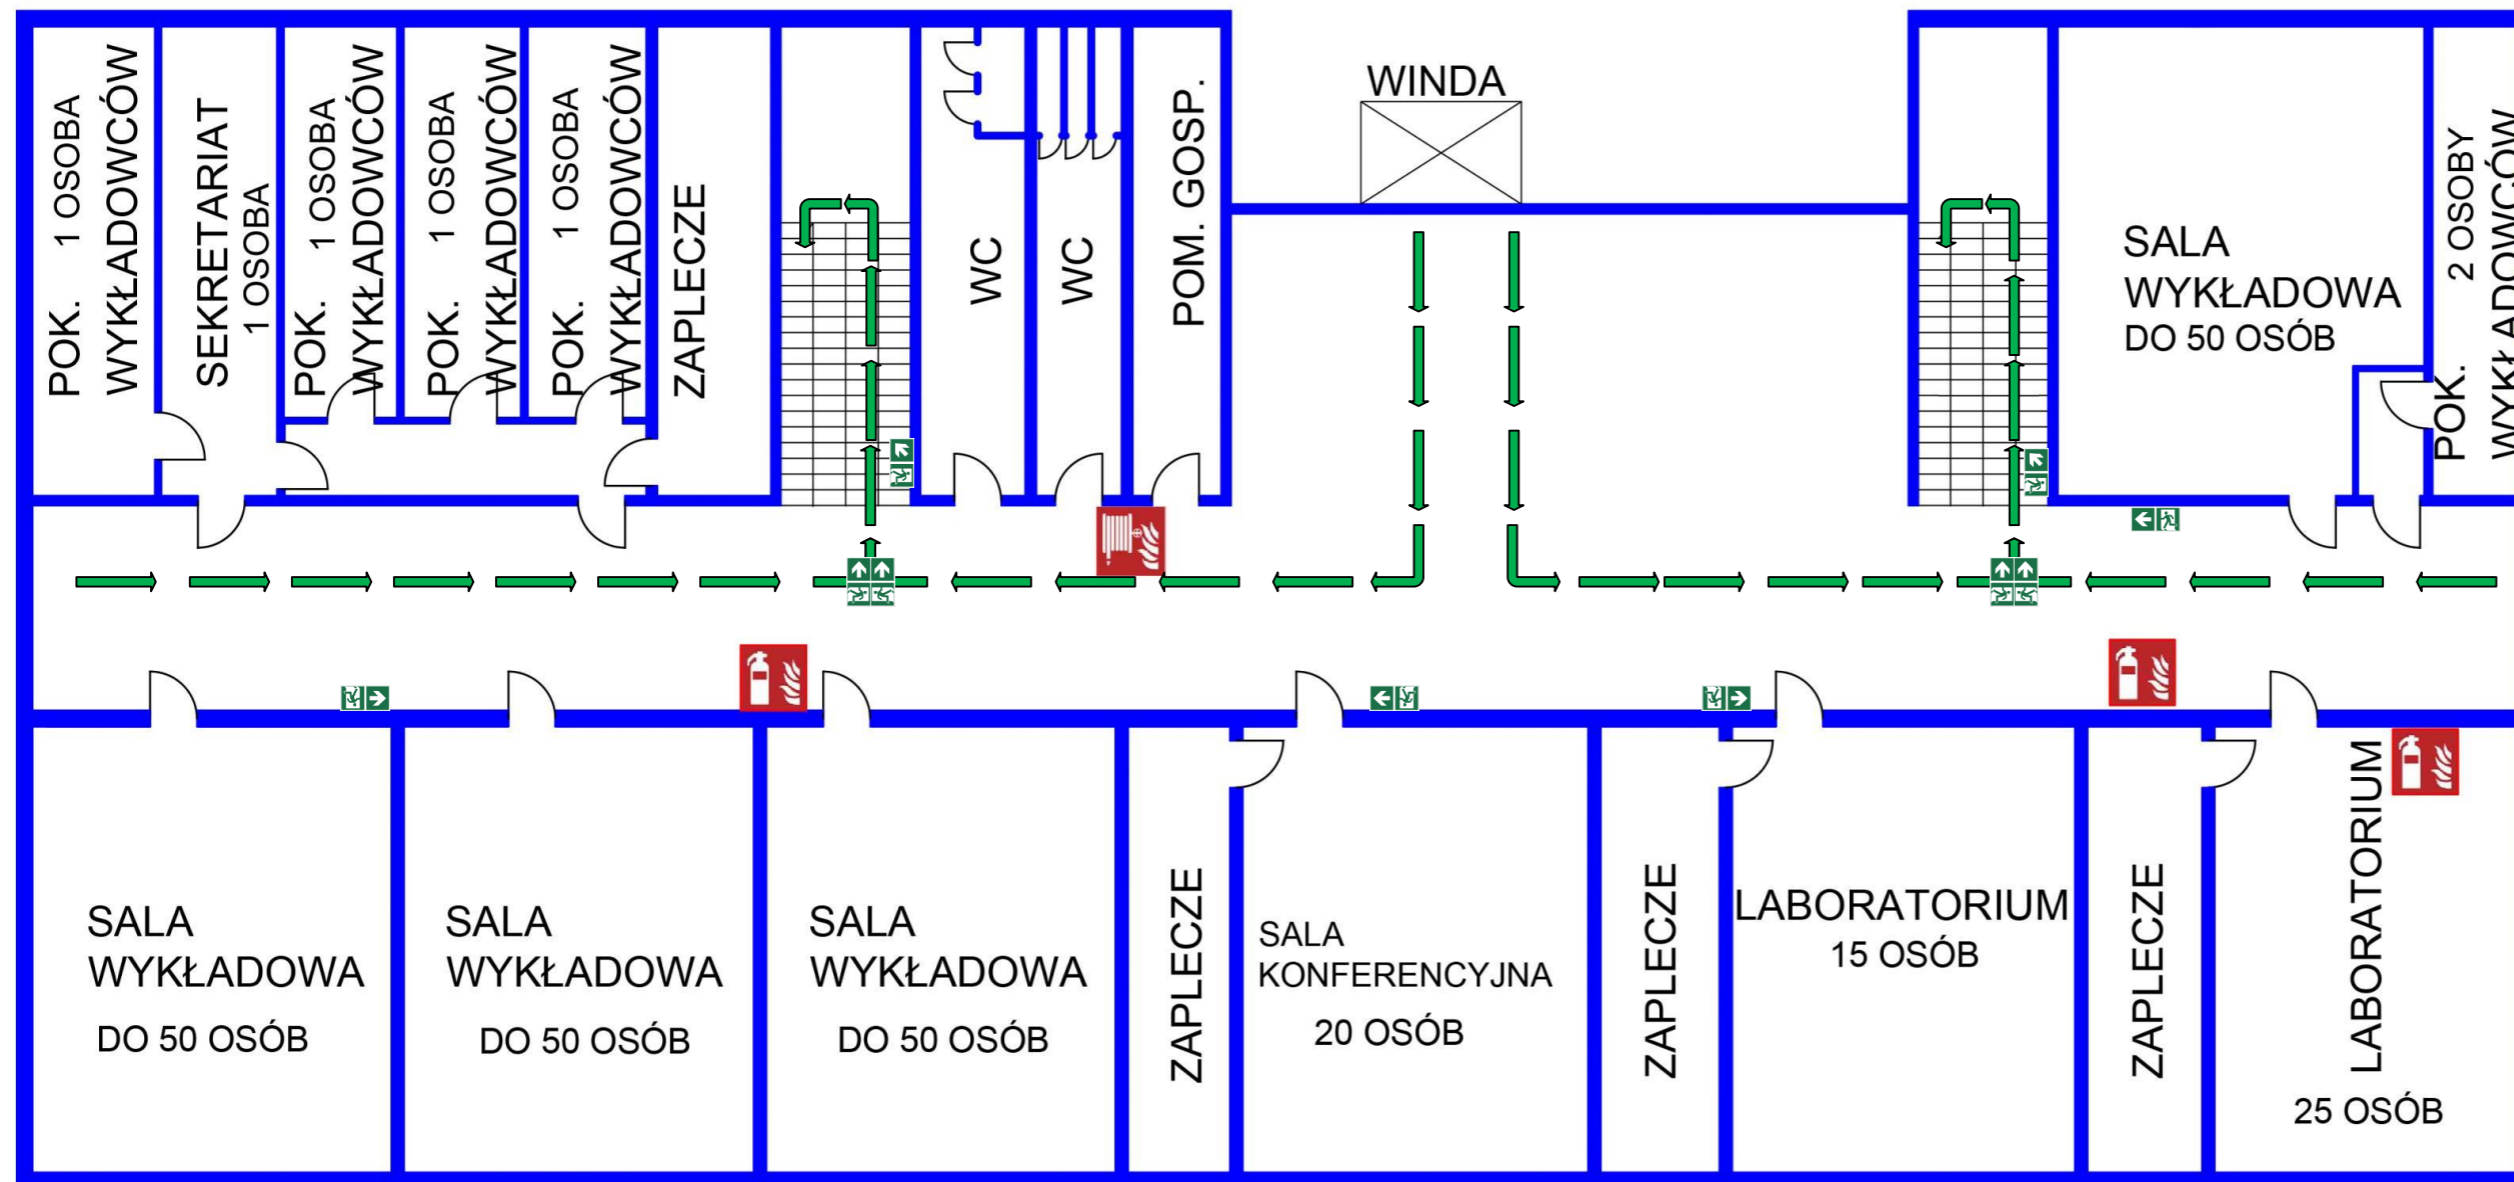 POK. 1 OSOBA
WYKŁADOWCÓW
SEKRETARIAT
1 OSOBA
POK. 1 OSOBA
WYKŁADOWCÓW
POK. 1 OSOBA
WYKŁADOWCÓW
POK. 1 OSOBA
WYKŁADOWCÓW
ZAPLECZE
WC
WC
POM. GOSP.
WINDA
SALA
WYKŁADOWA
DO 50 OSÓB
POK. 2 OSOBY
WYKŁADOWCÓW
SALA
WYKŁADOWA
DO 50 OSÓB
SALA
WYKŁADOWA
DO 50 OSÓB
SALA
WYKŁADOWA
DO 50 OSÓB
ZAPLECZE
SALA
KONFERENCYJNA
20 OSÓB
ZAPLECZE
LABORATORIUM
15 OSÓB
ZAPLECZE
LABORATORIUM
25 OSÓB